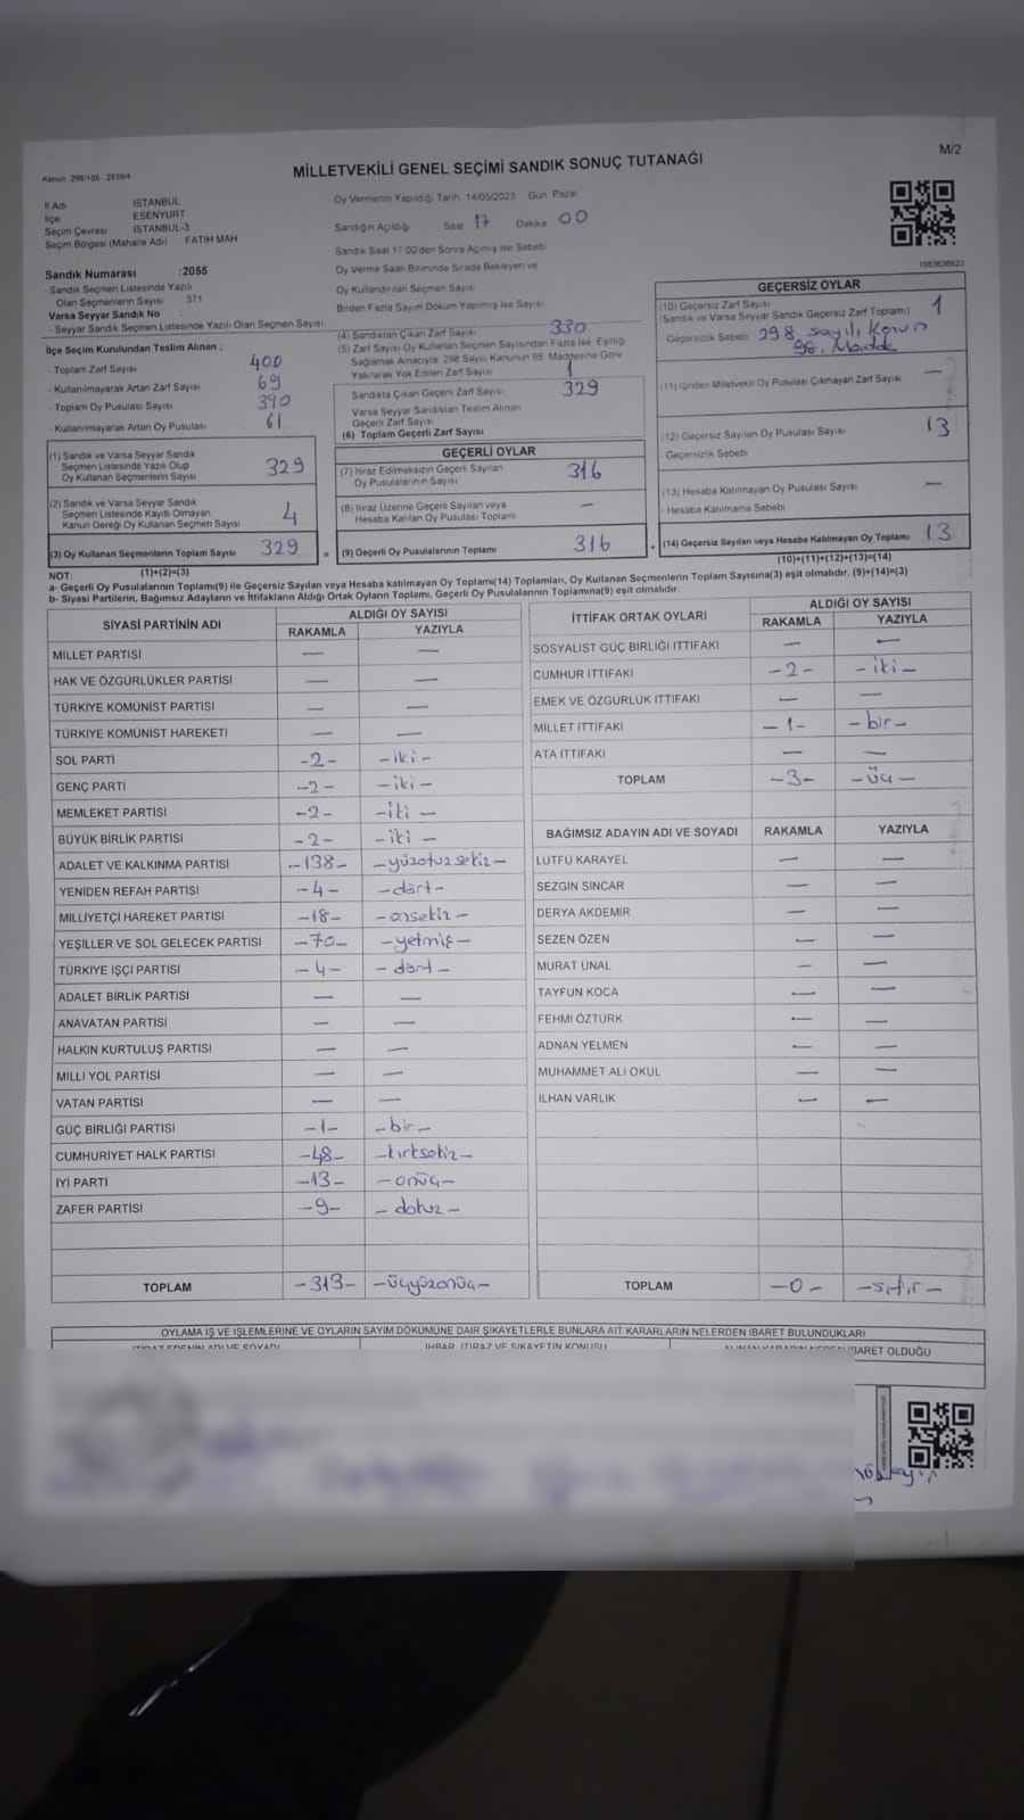 M/2
Kanun: 298/105 - 2839/4
MİLLETVEKİLİ GENEL SEÇİMİ SANDIK SONUÇ TUTANAĞI
İl Adı İSTANBUL
İlçe ESENYURT
Seçim Çevresi İSTANBUL-3
Seçim Bölgesi (Mahalle Adı) FATİH MAH
Sandık Numarası :2055
Sandık Seçmen Listesinde Yazılı
Olan Seçmenlerin Sayısı 371
Varsa Seyyar Sandık No
Seyyar Sandık Seçmen Listesinde Yazılı Olan Seçmen Sayısı
İlçe Seçim Kurulundan Teslim Alınan
Toplam Zarf Sayısı 400
Kullanılmayarak Artan Zarf Sayısı 69
Toplam Oy Pusulası Sayısı 390
Kullanılmayarak Artan Oy Pusulası 61
(1) Sandık ve Varsa Seyyar Sandık
Seçmen Listesinde Yazılı Olup
Oy Kullanan Seçmenlerin Sayısı 329
(2) Sandık ve Varsa Seyyar Sandık
Seçmen Listesinde Kayıtlı Olmayan
Kanun Gereği Oy Kullanan Seçmen Sayısı 4
(3) Oy Kullanan Seçmenlerin Toplam Sayısı 329
(1)+(2)=(3)
Oy Vermenin Yapıldığı Tarih: 14/05/2023 Gün: Pazar
Sandığın Açıldığı Saat 17 Dakika 00
Sandık Saat 17:00'den Sonra Açılmış İse Sebebi
Oy Verme Saati Bitiminde Sırada Bekleyen ve
Oy Kullandırılan Seçmen Sayısı
Birden Fazla Sayım Döküm Yapılmış İse Sayısı
(4) Sandıktan Çıkan Zarf Sayısı 330
(5) Zarf Sayısı Oy Kullanan Seçmen Sayısından Fazla İse, Eşitliği
Sağlamak Amacıyla 298 Sayılı Kanunun 98. Maddesine Göre
Yakılarak Yok Edilen Zarf Sayısı 1
Sandıkta Çıkan Geçerli Zarf Sayısı 329
Varsa Seyyar Sandıktan Teslim Alınan
Geçerli Zarf Sayısı
(6) Toplam Geçerli Zarf Sayısı
GEÇERLİ OYLAR
(7) İtiraz Edilmeksizin Geçerli Sayılan
Oy Pusulalarının Sayısı 316
(8) İtiraz Üzerine Geçerli Sayılan veya
Hesaba Katılan Oy Pusulası Toplamı —
(9) Geçerli Oy Pusulalarının Toplamı 316
GEÇERSİZ OYLAR
(10) Geçersiz Zarf Sayısı
(Sandık ve Varsa Seyyar Sandık Geçersiz Zarf Toplamı) 1
Geçersizlik Sebebi 298 sayılı Kanun
98. Madde
(11) İçinden Milletvekili Oy Pusulası Çıkmayan Zarf Sayısı —
(12) Geçersiz Sayılan Oy Pusulası Sayısı 13
Geçersizlik Sebebi
(13) Hesaba Katılmayan Oy Pusulası Sayısı —
Hesaba Katılmama Sebebi
(14) Geçersiz Sayılan veya Hesaba Katılmayan Oy Toplamı 13
(10)+(11)+(12)+(13)=(14)
NOT:
a- Geçerli Oy Pusulalarının Toplamı(9) ile Geçersiz Sayılan veya Hesaba katılmayan Oy Toplamı(14) Toplamları, Oy Kullanan Seçmenlerin Toplam Sayısına(3) eşit olmalıdır. (9)+(14)=(3)
b- Siyasi Partilerin, Bağımsız Adayların ve İttifakların Aldığı Ortak Oyların Toplamı, Geçerli Oy Pusulalarının Toplamına(9) eşit olmalıdır.
SİYASİ PARTİNİN ADI ALDIĞI OY SAYISI
RAKAMLA YAZIYLA
MİLLET PARTİSİ — —
HAK VE ÖZGÜRLÜKLER PARTİSİ — —
TÜRKİYE KOMÜNİST PARTİSİ — —
TÜRKİYE KOMÜNİST HAREKETİ — —
SOL PARTİ -2- -iki-
GENÇ PARTİ -2- -iki-
MEMLEKET PARTİSİ -2- -iki-
BÜYÜK BİRLİK PARTİSİ -2- -iki-
ADALET VE KALKINMA PARTİSİ -138- -yüzotuzsekiz-
YENİDEN REFAH PARTİSİ -4- -dört-
MİLLİYETÇİ HAREKET PARTİSİ -18- -onsekiz-
YEŞİLLER VE SOL GELECEK PARTİSİ -70- -yetmiş-
TÜRKİYE İŞÇİ PARTİSİ -4- -dört-
ADALET BİRLİK PARTİSİ — —
ANAVATAN PARTİSİ — —
HALKIN KURTULUŞ PARTİSİ — —
MİLLİ YOL PARTİSİ — —
VATAN PARTİSİ — —
GÜÇ BİRLİĞİ PARTİSİ -1- -bir-
CUMHURİYET HALK PARTİSİ -48- -kırksekiz-
İYİ PARTİ -13- -onüç-
ZAFER PARTİSİ -9- -dokuz-
TOPLAM -313- -üçyüzonüç-
İTTİFAK ORTAK OYLARI ALDIĞI OY SAYISI
RAKAMLA YAZIYLA
SOSYALİST GÜÇ BİRLİĞİ İTTİFAKI — —
CUMHUR İTTİFAKI -2- -iki-
EMEK VE ÖZGÜRLÜK İTTİFAKI — —
MİLLET İTTİFAKI -1- -bir-
ATA İTTİFAKI — —
TOPLAM -3- -üç-
BAĞIMSIZ ADAYIN ADI VE SOYADI RAKAMLA YAZIYLA
LÜTFÜ KARAYEL — —
SEZGİN SİNCAR — —
DERYA AKDEMİR — —
SEZEN ÖZEN — —
MURAT ÜNAL — —
TAYFUN KOCA — —
FEHMİ ÖZTÜRK — —
ADNAN YELMEN — —
MUHAMMET ALİ OKUL — —
İLHAN VARLIK — —
TOPLAM -0- -sıfır-
OYLAMA İŞ VE İŞLEMLERİNE VE OYLARIN SAYIM DÖKÜMÜNE DAİR ŞİKAYETLERLE BUNLARA AİT KARARLARIN NELERDEN İBARET BULUNDUKLARI
İTİRAZ EDENİN ADI VE SOYADI İHBAR, İTİRAZ VE ŞİKAYETİN KONUSU İBARET OLDUĞU